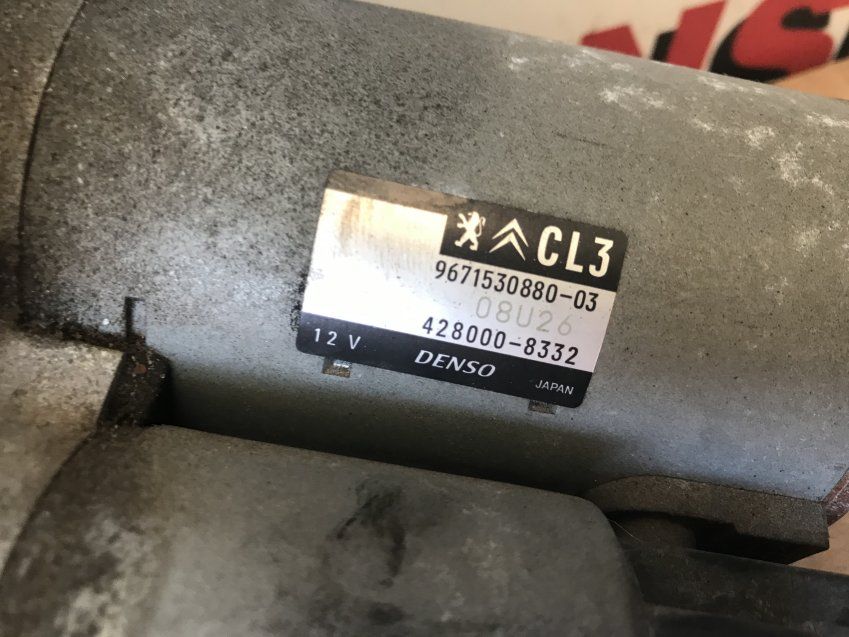 CL3
9671530880-03
08U26
428000-8332
12 V
DENSO
JAPAN